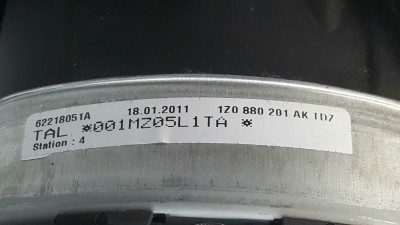 62218051A 18.01.2011 1Z0 880 201 AK TD7
TAL *001MZ05L1TA *
Station : 4